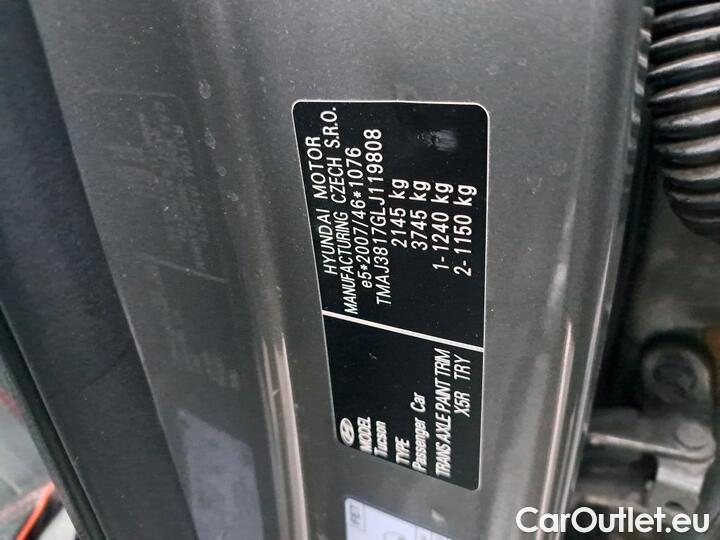 HYUNDAI MOTOR
MANUFACTURING CZECH S.R.O.
e5*2007/46*1076
TMAJ3817GLJ119808
2145 kg
3745 kg
1- 1240 kg
2- 1150 kg
MODEL
Tucson
TYPE
Passenger Car
TRANS AXLE PAINT TRIM
X5R TRY
CarOutlet.eu